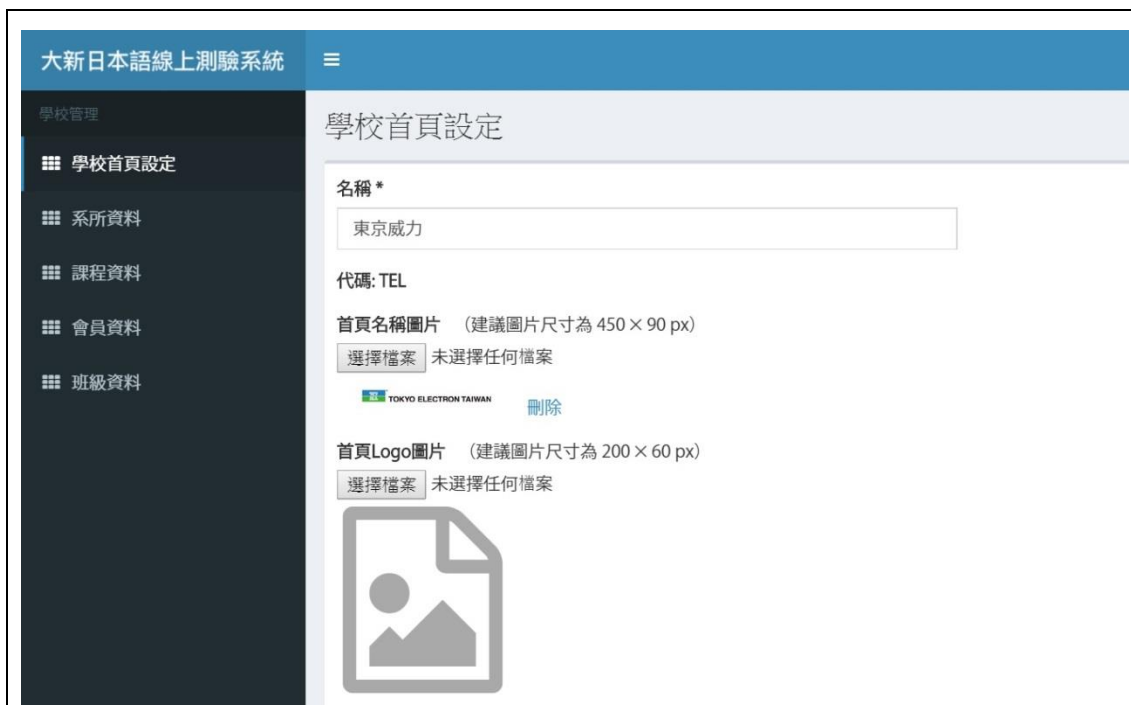 大新日本語線上測驗系統
學校管理
學校首頁設定
系所資料
課程資料
會員資料
班級資料
學校首頁設定
名稱 *
東京威力
代碼: TEL
首頁名稱圖片 （建議圖片尺寸為 450 × 90 px）
選擇檔案 未選擇任何檔案
TOKYO ELECTRON TAIWAN 刪除
首頁Logo圖片 （建議圖片尺寸為 200 × 60 px）
選擇檔案 未選擇任何檔案